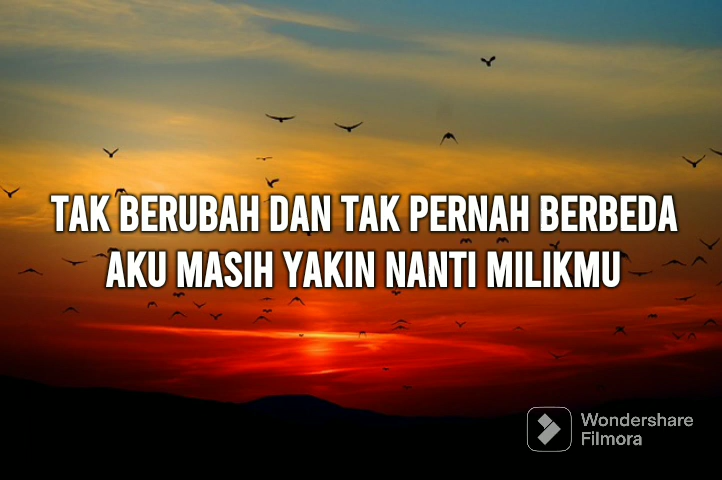 TAK BERUBAH DAN TAK PERNAH BERBEDA
AKU MASIH YAKIN NANTI MILIKMU
Wondershare
Filmora